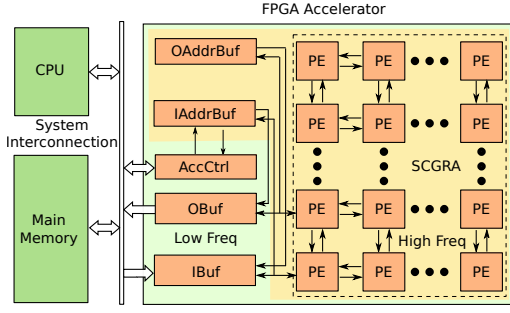 FPGA Accelerator
CPU
System
Interconnection
Main
Memory
OAddrBuf
IAddrBuf
AccCtrl
OBuf
Low Freq
IBuf
PE PE PE
PE PE PE
SCGRA
PE PE PE
High Freq
PE PE PE